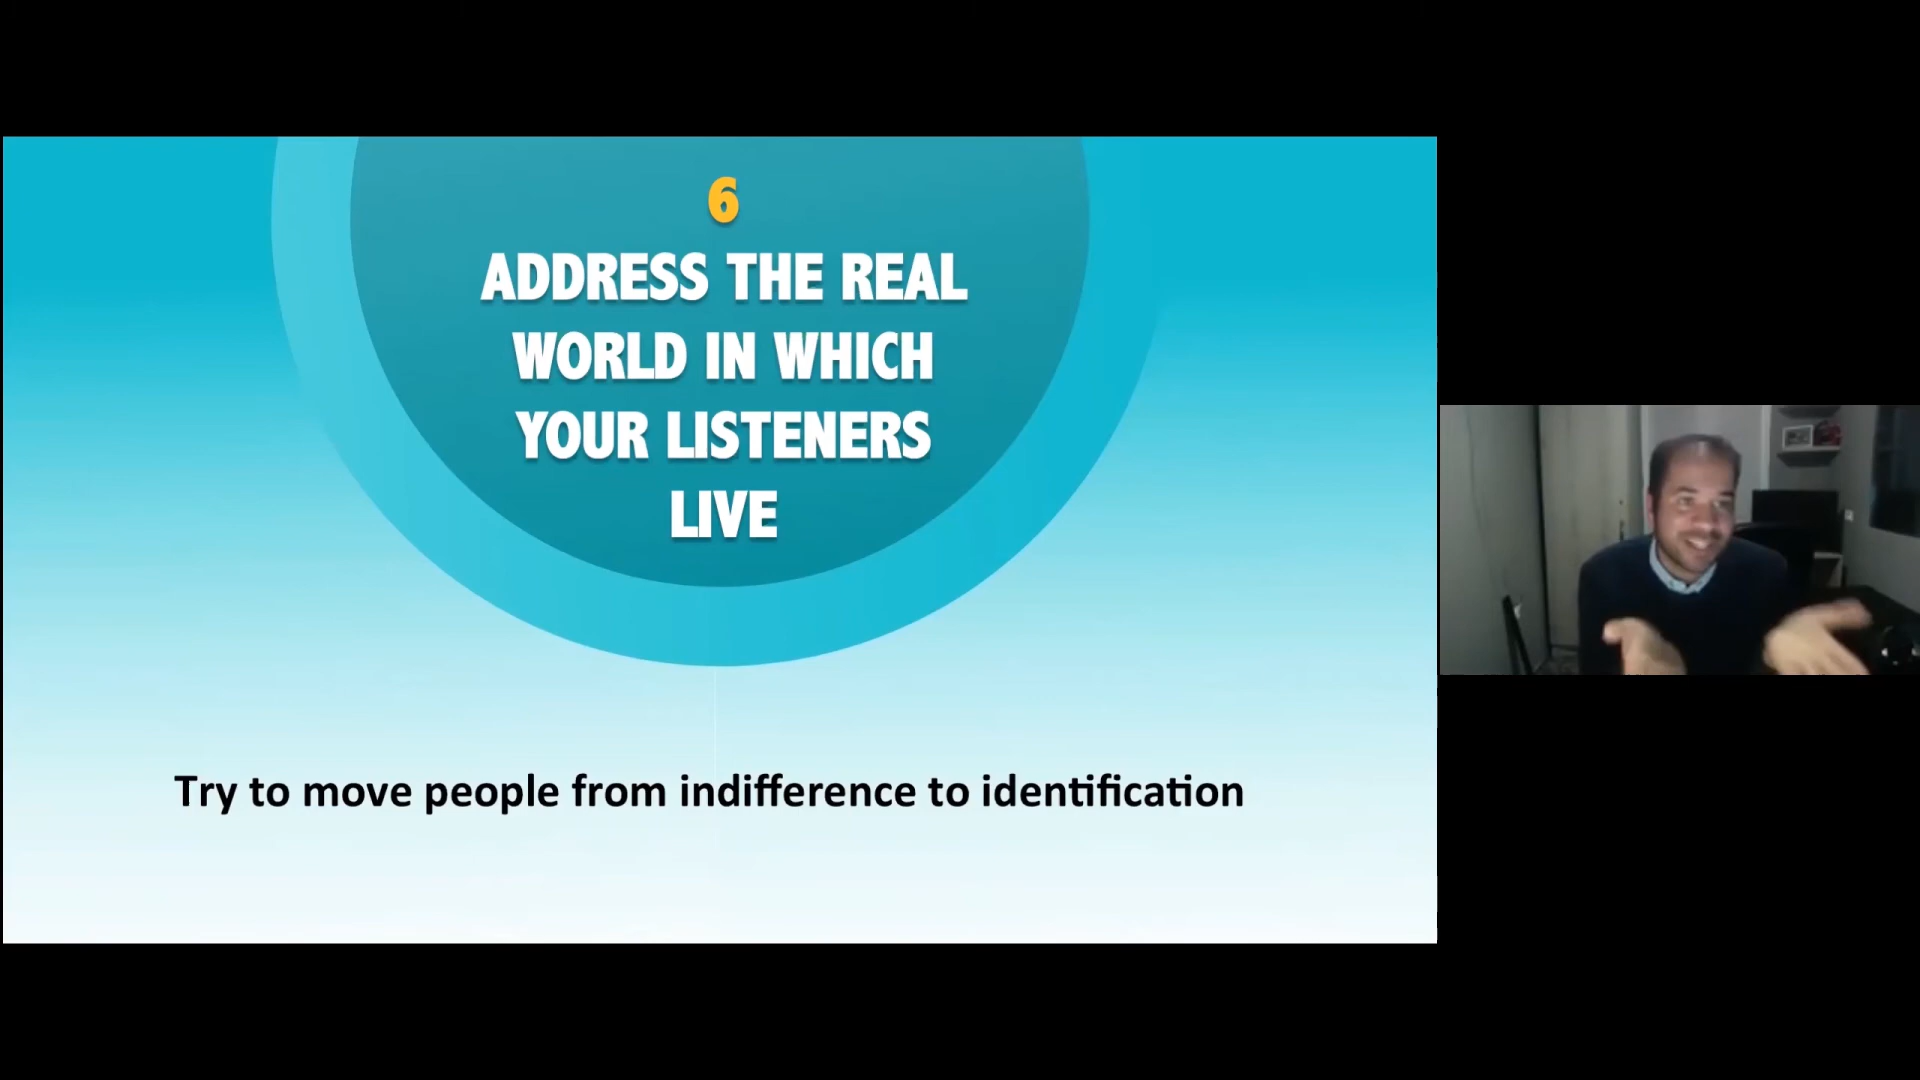 6
ADDRESS THE REAL
WORLD IN WHICH
YOUR LISTENERS
LIVE
Try to move people from indifference to identification